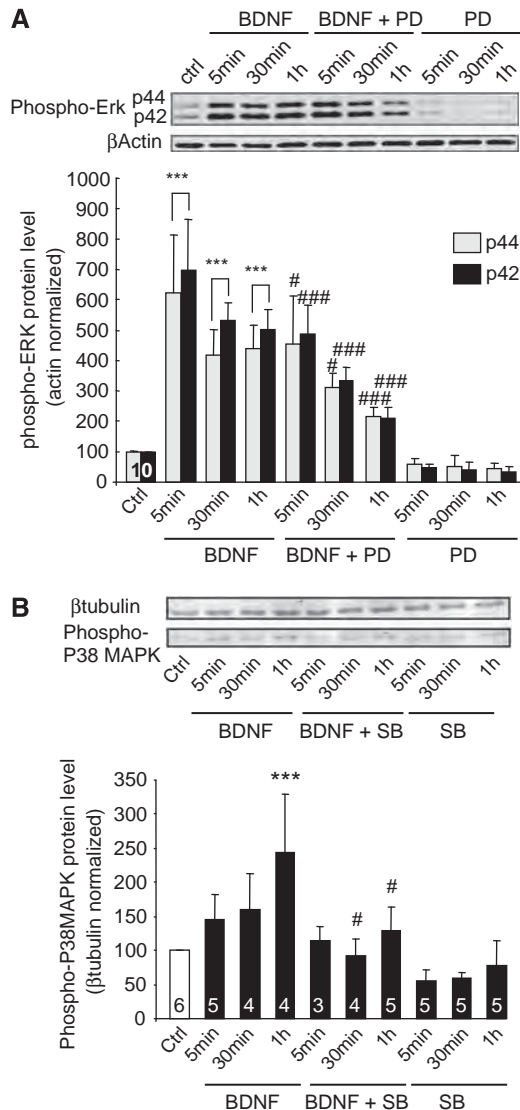 A
BDNF BDNF + PD PD
ctrl 5min 30min 1h 5min 30min 1h 5min 30min 1h
Phospho-Erk p44
p42
βActin
phospho-ERK protein level
(actin normalized)
1000
900
800
700
600
500
400
300
200
100
0
*** *** *** # ### # ### ### ###
p44
p42
10
Ctrl 5min 30min 1h 5min 30min 1h 5min 30min 1h
BDNF BDNF + PD PD
B
βtubulin
Phospho-
P38 MAPK
Ctrl 5min 30min 1h 5min 30min 1h 5min 30min 1h
BDNF BDNF + SB SB
Phospho-P38MAPK protein level
(βtubulin normalized)
350
300
250
200
150
100
50
0
*** # #
6 5 4 4 3 4 5 5 5 5
Ctrl 5min 30min 1h 5min 30min 1h 5min 30min 1h
BDNF BDNF + SB SB